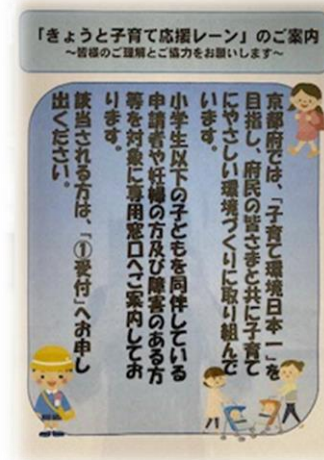 「きょうと子育て応援レーン」のご案内
～皆様のご理解とご協力をお願いします～
京都府では、「子育て環境日本一」を
目指し、府民の皆さまと共に子育て
にやさしい環境づくりに取り組んで
います。
小学生以下の子どもを同伴している
申請者や妊婦の方及び障害のある方
等を対象に専用窓口へご案内してお
ります。
該当される方は、「①受付」へお申し
出ください。